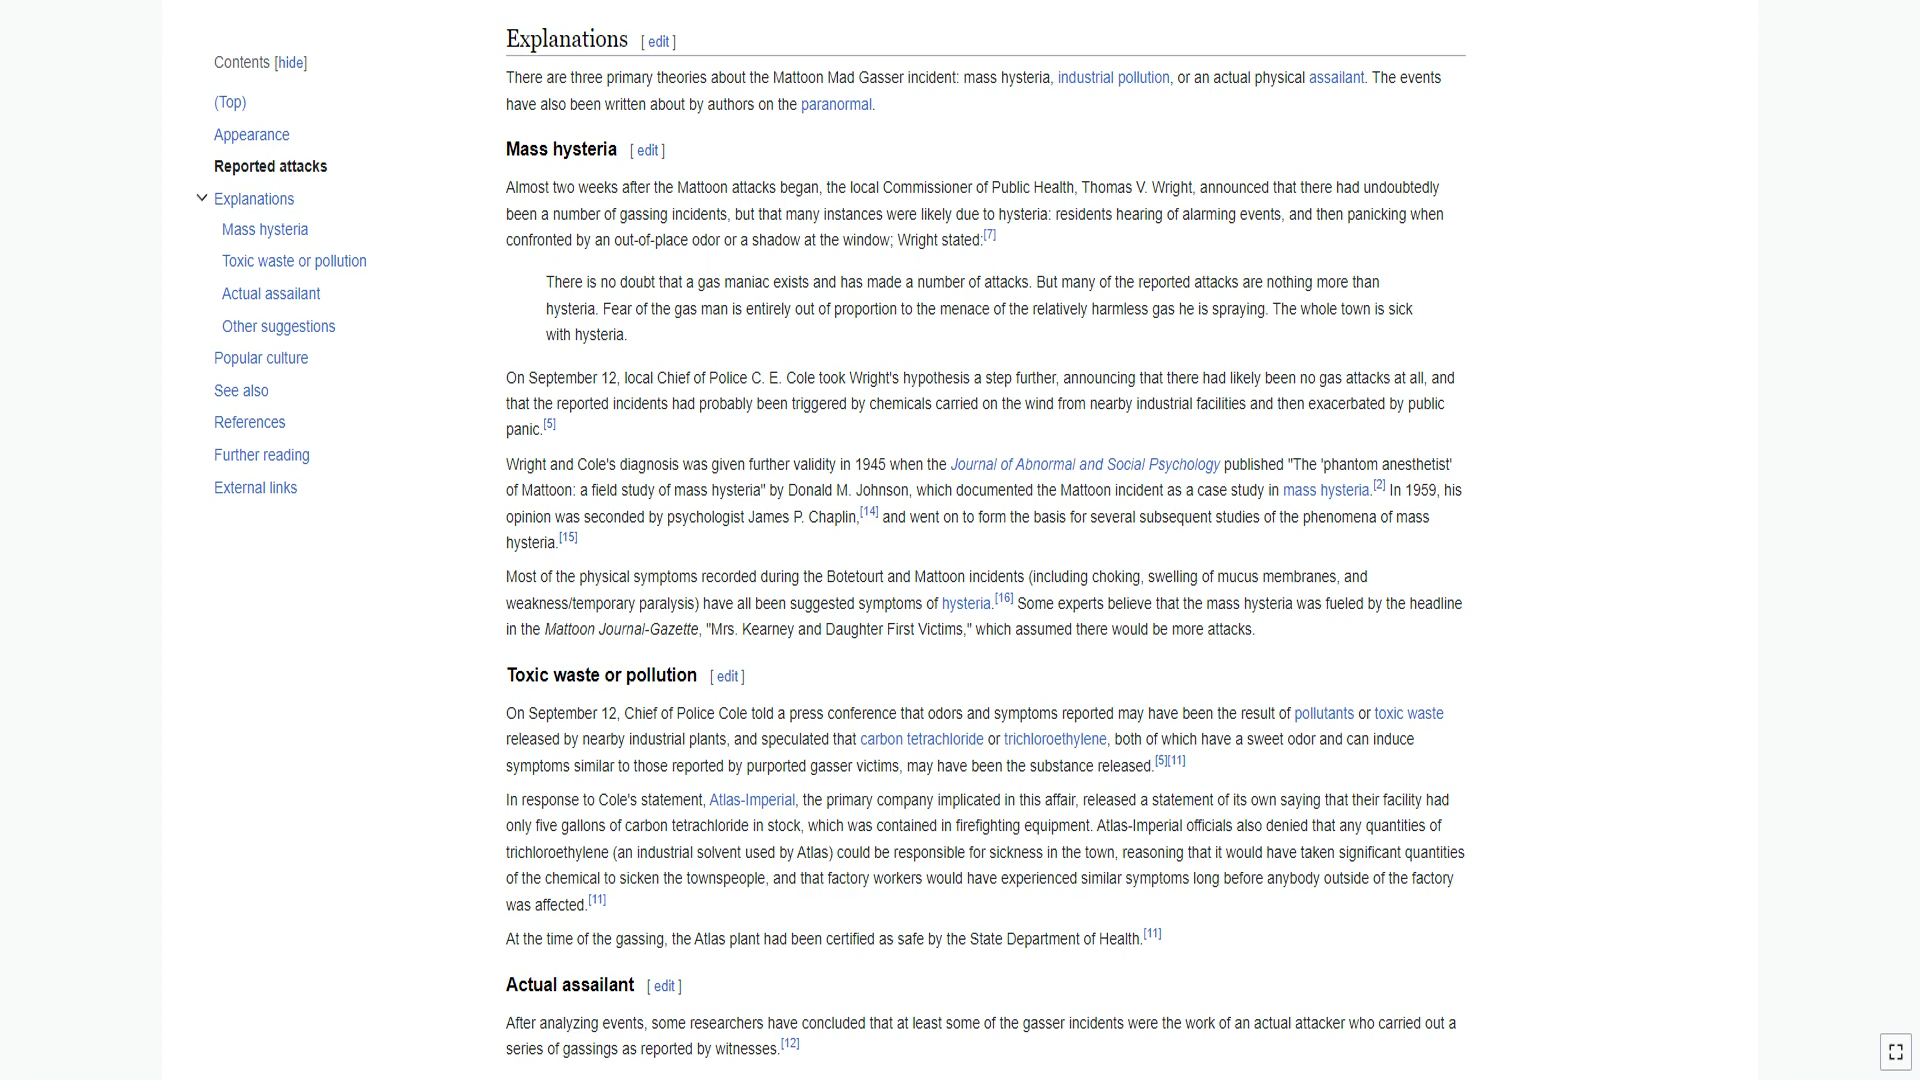 Contents [hide]
(Top)
Appearance
Reported attacks
Explanations
Mass hysteria
Toxic waste or pollution
Actual assailant
Other suggestions
Popular culture
See also
References
Further reading
External links
Explanations [ edit ]
There are three primary theories about the Mattoon Mad Gasser incident: mass hysteria, industrial pollution, or an actual physical assailant. The events
have also been written about by authors on the paranormal.
Mass hysteria [ edit ]
Almost two weeks after the Mattoon attacks began, the local Commissioner of Public Health, Thomas V. Wright, announced that there had undoubtedly
been a number of gassing incidents, but that many instances were likely due to hysteria: residents hearing of alarming events, and then panicking when
confronted by an out-of-place odor or a shadow at the window; Wright stated:[7]
There is no doubt that a gas maniac exists and has made a number of attacks. But many of the reported attacks are nothing more than
hysteria. Fear of the gas man is entirely out of proportion to the menace of the relatively harmless gas he is spraying. The whole town is sick
with hysteria.
On September 12, local Chief of Police C. E. Cole took Wright's hypothesis a step further, announcing that there had likely been no gas attacks at all, and
that the reported incidents had probably been triggered by chemicals carried on the wind from nearby industrial facilities and then exacerbated by public
panic.[5]
Wright and Cole's diagnosis was given further validity in 1945 when the Journal of Abnormal and Social Psychology published "The 'phantom anesthetist'
of Mattoon: a field study of mass hysteria" by Donald M. Johnson, which documented the Mattoon incident as a case study in mass hysteria.[2] In 1959, his
opinion was seconded by psychologist James P. Chaplin,[14] and went on to form the basis for several subsequent studies of the phenomena of mass
hysteria.[15]
Most of the physical symptoms recorded during the Botetourt and Mattoon incidents (including choking, swelling of mucus membranes, and
weakness/temporary paralysis) have all been suggested symptoms of hysteria.[16] Some experts believe that the mass hysteria was fueled by the headline
in the Mattoon Journal-Gazette, "Mrs. Kearney and Daughter First Victims," which assumed there would be more attacks.
Toxic waste or pollution [ edit ]
On September 12, Chief of Police Cole told a press conference that odors and symptoms reported may have been the result of pollutants or toxic waste
released by nearby industrial plants, and speculated that carbon tetrachloride or trichloroethylene, both of which have a sweet odor and can induce
symptoms similar to those reported by purported gasser victims, may have been the substance released.[5][11]
In response to Cole's statement, Atlas-Imperial, the primary company implicated in this affair, released a statement of its own saying that their facility had
only five gallons of carbon tetrachloride in stock, which was contained in firefighting equipment. Atlas-Imperial officials also denied that any quantities of
trichloroethylene (an industrial solvent used by Atlas) could be responsible for sickness in the town, reasoning that it would have taken significant quantities
of the chemical to sicken the townspeople, and that factory workers would have experienced similar symptoms long before anybody outside of the factory
was affected.[11]
At the time of the gassing, the Atlas plant had been certified as safe by the State Department of Health.[11]
Actual assailant [ edit ]
After analyzing events, some researchers have concluded that at least some of the gasser incidents were the work of an actual attacker who carried out a
series of gassings as reported by witnesses.[12]